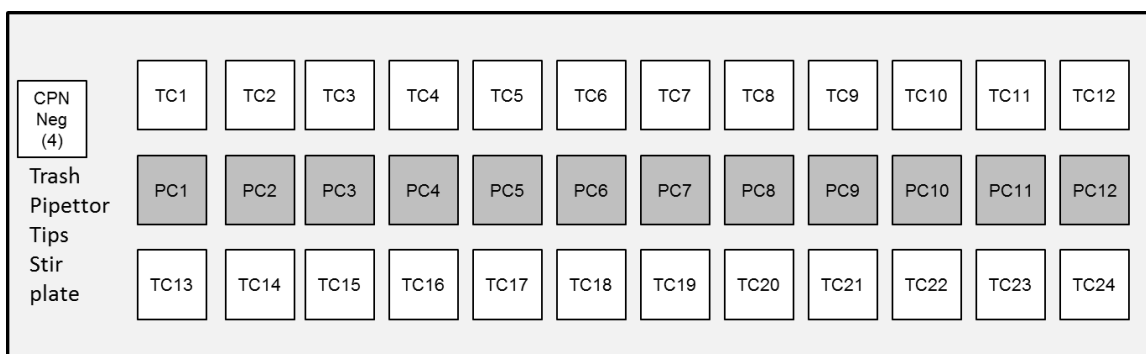 CPN
Neg
(4)
Trash
Pipettor
Tips
Stir
plate
TC1 TC2 TC3 TC4 TC5 TC6 TC7 TC8 TC9 TC10 TC11 TC12
PC1 PC2 PC3 PC4 PC5 PC6 PC7 PC8 PC9 PC10 PC11 PC12
TC13 TC14 TC15 TC16 TC17 TC18 TC19 TC20 TC21 TC22 TC23 TC24